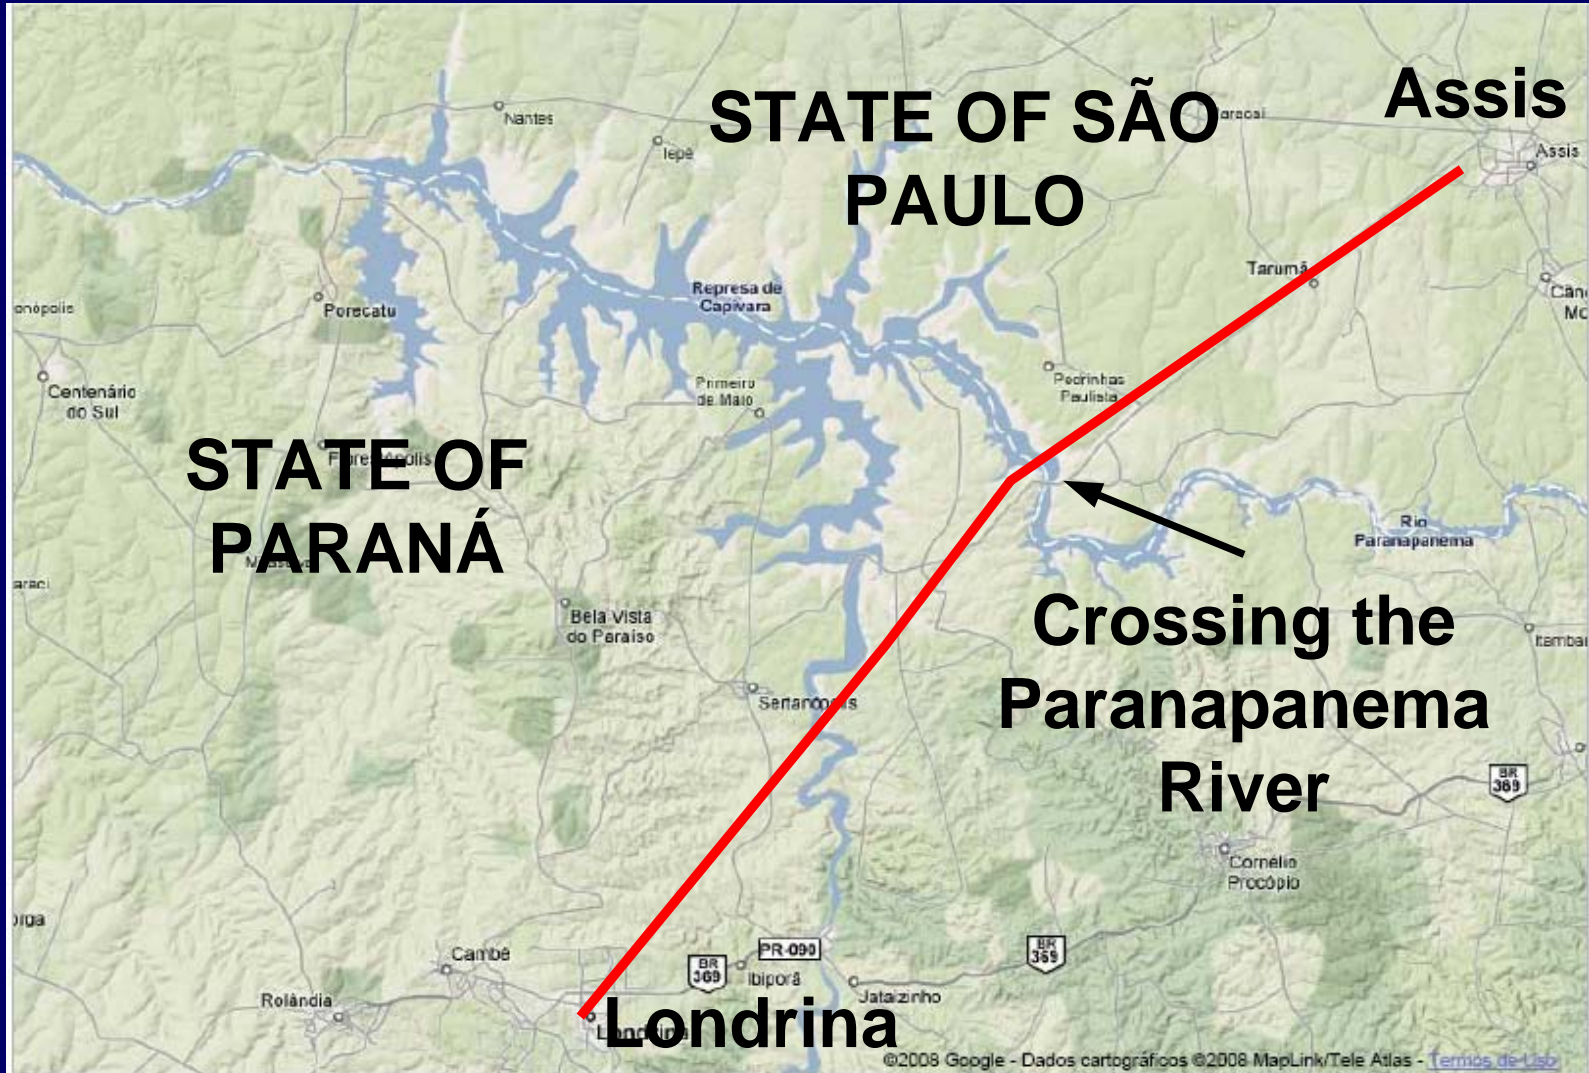 Assis
STATE OF SÃO
PAULO
Nantes
Iepê
Assis
Tarumã
Represa de
Capivara
Porecatu
Centenário
do Sul
Primeiro
de Maio
Pedrinhas
Paulista
STATE OF
PARANÁ
Rio
Paranapanema
Bela Vista
do Paraíso
Crossing the
Paranapanema
River
Sertanópolis
BR
369
Cornélio
Procópio
Cambé
PR-090
BR
369
BR
369
Ibiporã
Rolândia
Jataizinho
Londrina
Londrina
©2008 Google - Dados cartográficos ©2008 MapLink/Tele Atlas - Termos de Uso